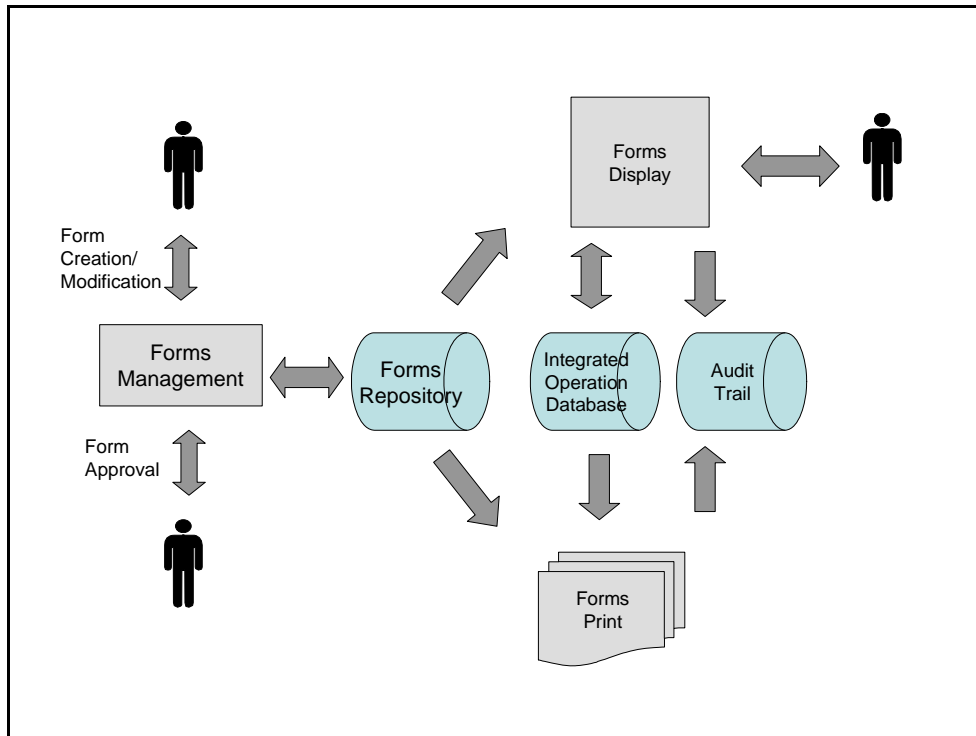 Forms
Display
Form
Creation/
Modification
Forms
Management
Forms
Repository
Integrated
Operation
Database
Audit
Trail
Form
Approval
Forms
Print